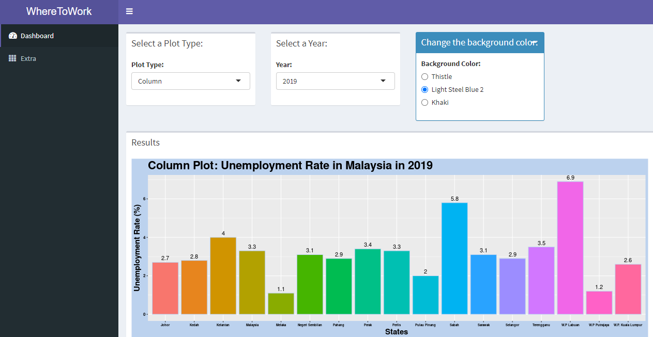 WhereToWork
Dashboard
Extra
Select a Plot Type:
Plot Type:
Column
Select a Year:
Year:
2019
Change the background color:
Background Color:
Thistle
Light Steel Blue 2
Khaki
Results
Column Plot: Unemployment Rate in Malaysia in 2019
Unemployment Rate (%)
6
4
2
0
2.7
2.8
4
3.3
1.1
3.1
2.9
3.4
3.3
2
5.8
3.1
2.9
3.5
6.9
1.2
2.6
Johor
Kedah
Kelantan
Malaysia
Melaka
Negeri Sembilan
Pahang
Perak
Perlis
Pulau Pinang
Sabah
Sarawak
Selangor
Terengganu
W.P. Labuan
W.P. Putrajaya
W.P. Kuala Lumpur
States